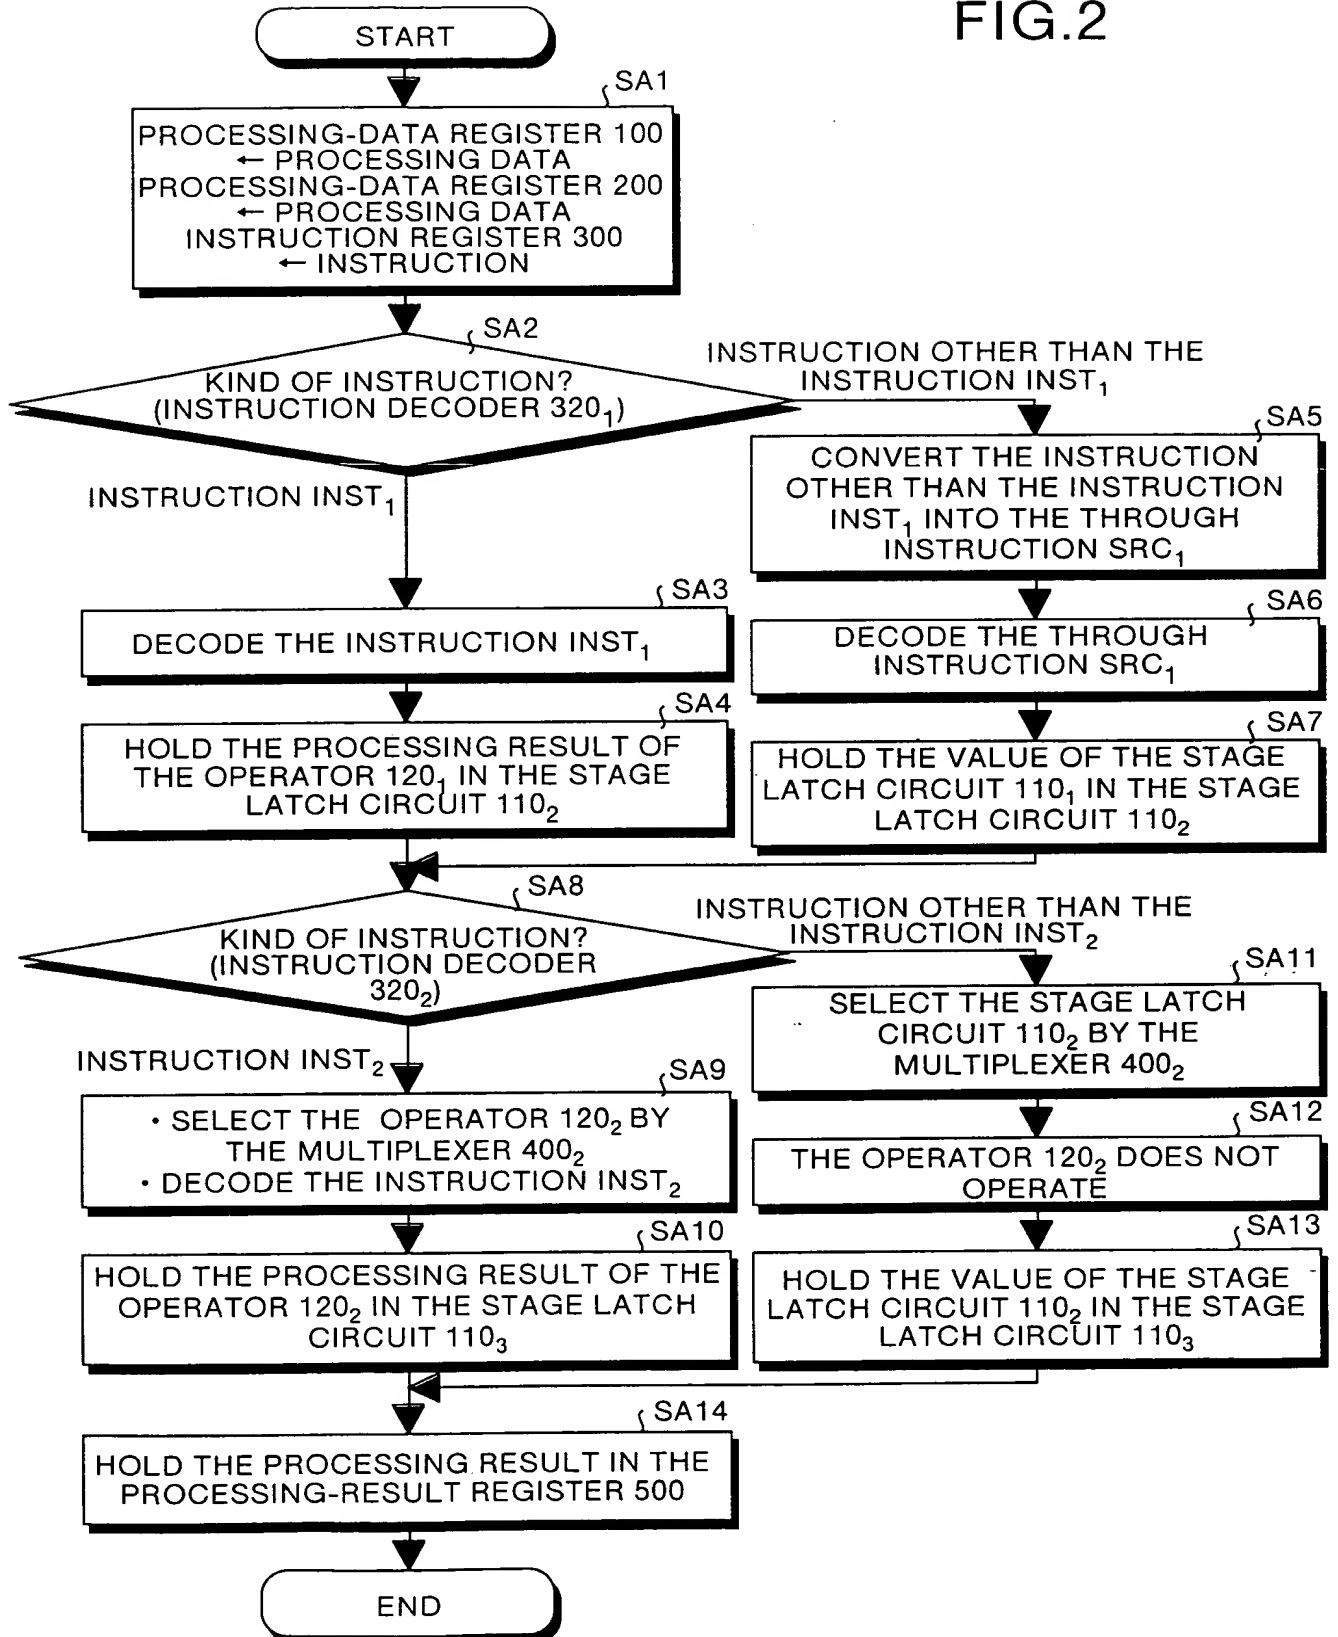 FIG.2
START
SA1
PROCESSING-DATA REGISTER 100
← PROCESSING DATA
PROCESSING-DATA REGISTER 200
← PROCESSING DATA
INSTRUCTION REGISTER 300
← INSTRUCTION
SA2
KIND OF INSTRUCTION?
(INSTRUCTION DECODER 320₁)
INSTRUCTION OTHER THAN THE
INSTRUCTION INST₁
INSTRUCTION INST₁
SA5
CONVERT THE INSTRUCTION
OTHER THAN THE INSTRUCTION
INST₁ INTO THE THROUGH
INSTRUCTION SRC₁
SA3
DECODE THE INSTRUCTION INST₁
SA6
DECODE THE THROUGH
INSTRUCTION SRC₁
SA4
HOLD THE PROCESSING RESULT OF
THE OPERATOR 120₁ IN THE STAGE
LATCH CIRCUIT 110₂
SA7
HOLD THE VALUE OF THE STAGE
LATCH CIRCUIT 110₁ IN THE STAGE
LATCH CIRCUIT 110₂
SA8
KIND OF INSTRUCTION?
(INSTRUCTION DECODER
320₂)
INSTRUCTION OTHER THAN THE
INSTRUCTION INST₂
INSTRUCTION INST₂
SA11
SELECT THE STAGE LATCH
CIRCUIT 110₂ BY THE
MULTIPLEXER 400₂
SA9
• SELECT THE OPERATOR 120₂ BY
THE MULTIPLEXER 400₂
• DECODE THE INSTRUCTION INST₂
SA12
THE OPERATOR 120₂ DOES NOT
OPERATE
SA10
HOLD THE PROCESSING RESULT OF THE
OPERATOR 120₂ IN THE STAGE LATCH
CIRCUIT 110₃
SA13
HOLD THE VALUE OF THE STAGE
LATCH CIRCUIT 110₂ IN THE STAGE
LATCH CIRCUIT 110₃
SA14
HOLD THE PROCESSING RESULT IN THE
PROCESSING-RESULT REGISTER 500
END